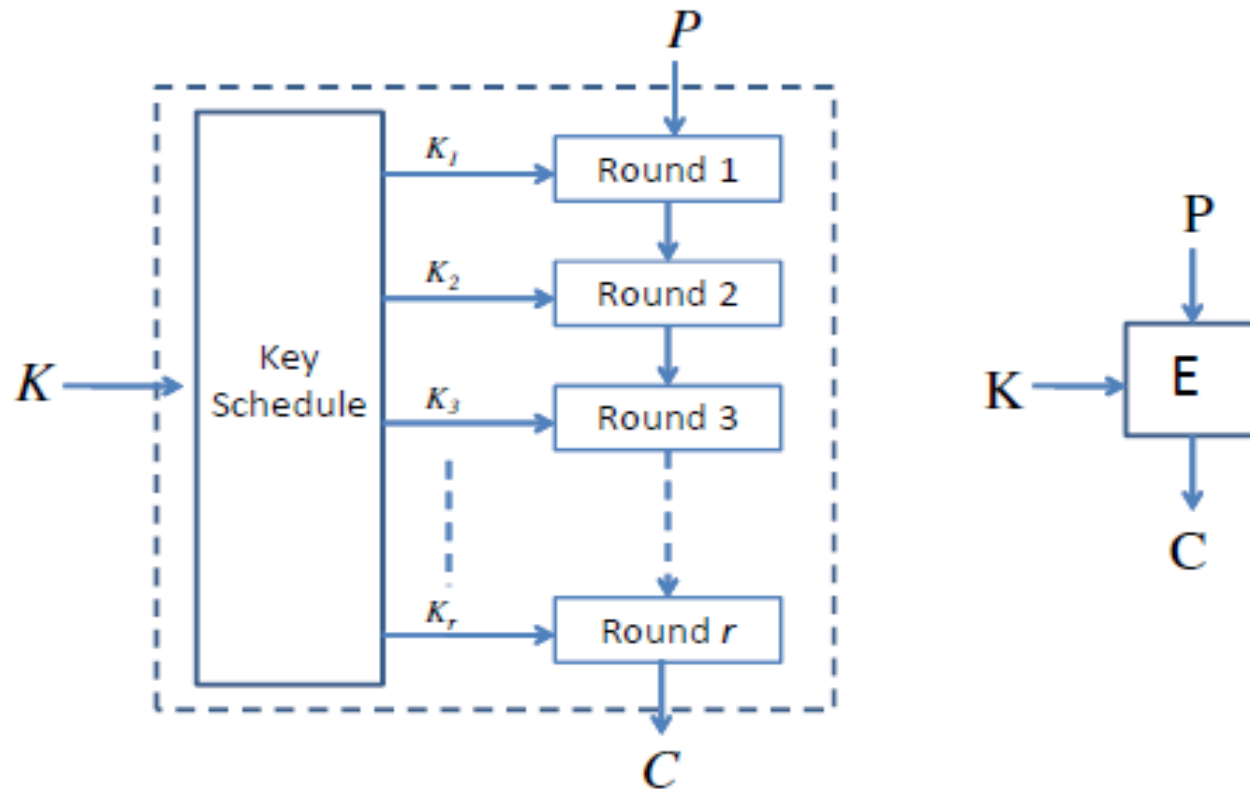 P
K₁
Round 1
K₂
Round 2
K
Key
Schedule
K₃
Round 3
Kᵣ
Round r
C
P
K
E
C